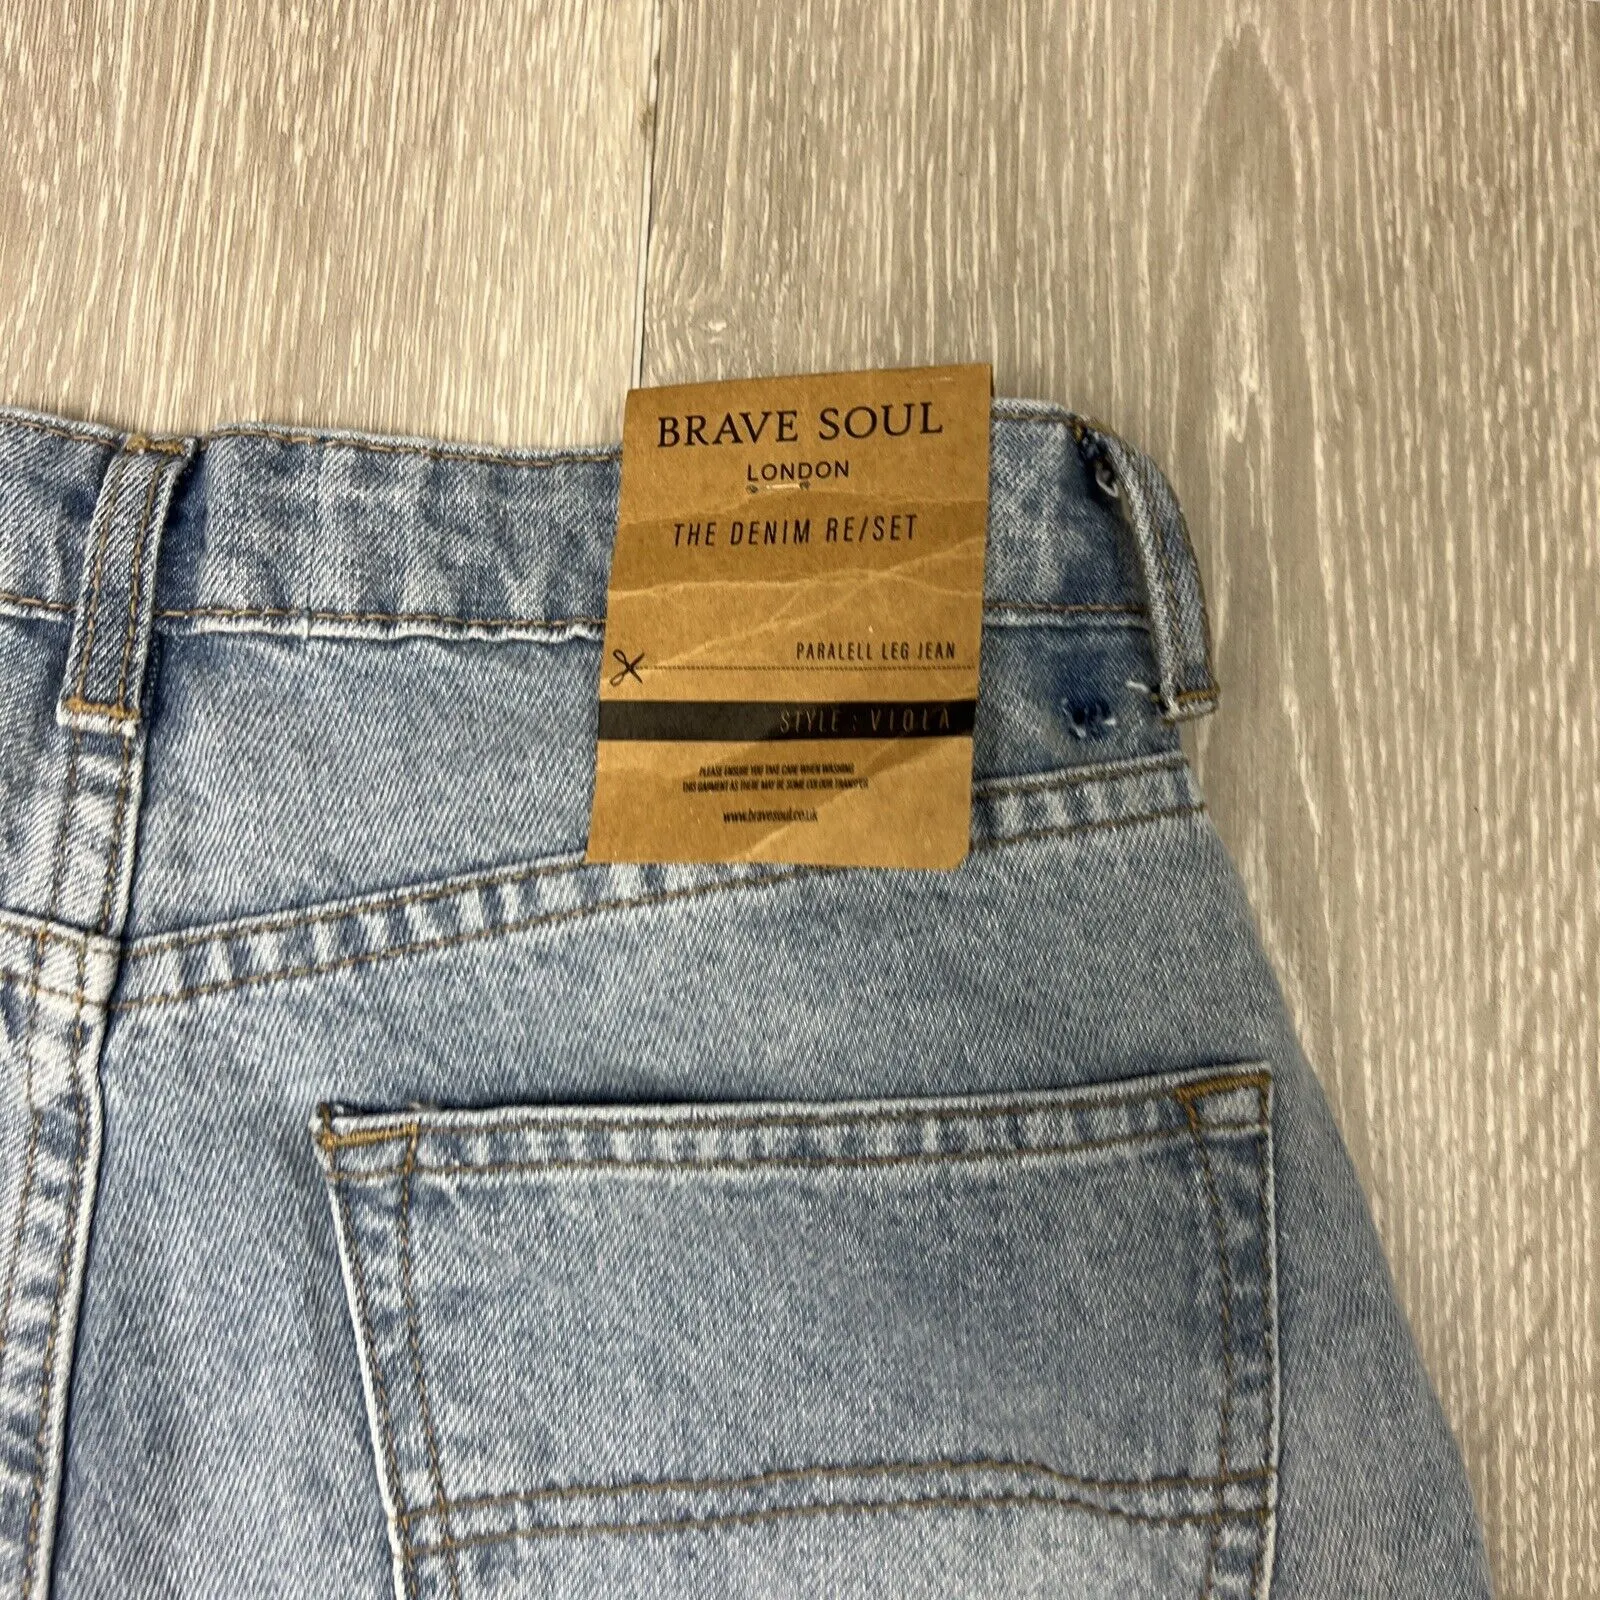 BRAVE SOUL
LONDON
THE DENIM RE/SET
PARALELL LEG JEAN
STYLE : VIOLA
PLEASE ENSURE YOU TAKE CARE WHEN WASHING
THIS GARMENT AS THERE MAY BE SOME COLOUR TRANSFER
www.bravesoul.co.uk